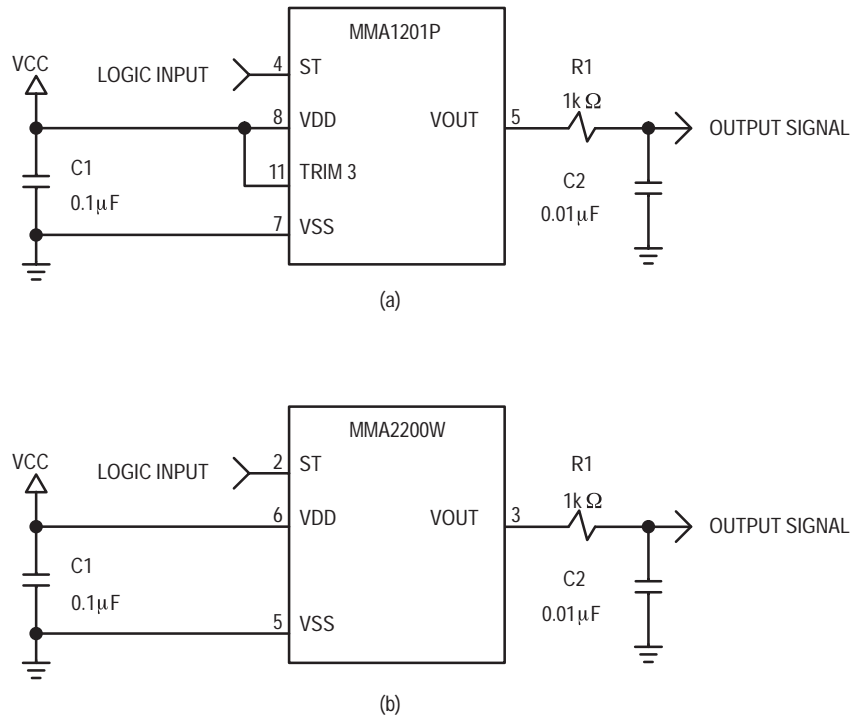 MMA1201P
VCC
LOGIC INPUT
4
ST
R1
1k Ω
8
VDD
VOUT
5
OUTPUT SIGNAL
C1
0.1μF
11
TRIM 3
C2
0.01μF
7
VSS
(a)
MMA2200W
VCC
LOGIC INPUT
2
ST
R1
1k Ω
6
VDD
VOUT
3
OUTPUT SIGNAL
C1
0.1μF
C2
0.01μF
5
VSS
(b)